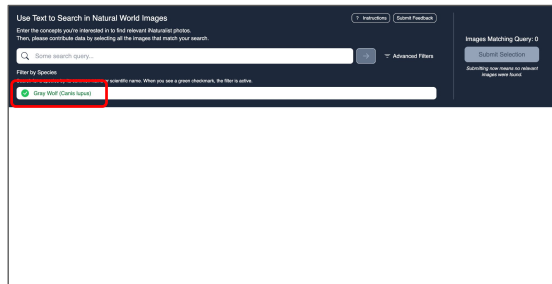 Use Text to Search in Natural World Images
? Instructions
Submit Feedback
Enter the concepts you're interested in to find relevant iNaturalist photos.
Then, please contribute data by selecting all the images that match your search.
Some search query...
Advanced Filters
Filter by Species
scientific name. When you see a green checkmark, the filter is active.
Gray Wolf (Canis lupus)
Images Matching Query: 0
Submit Selection
Submitting now means no relevant
images were found.